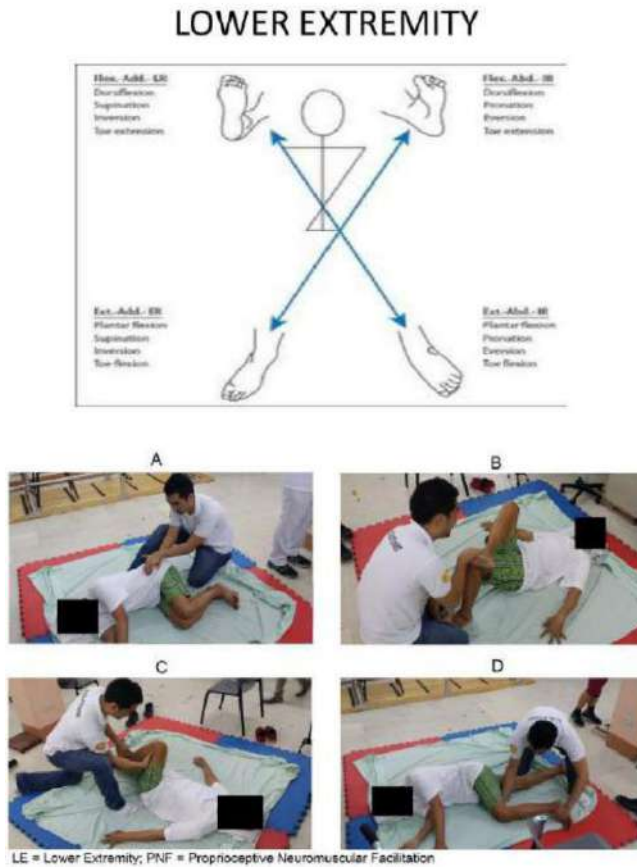 LOWER EXTREMITY
Flex.-Add.-ER
Dorsiflexion
Supination
Inversion
Toe extension
Flex.-Abd.-IR
Dorsiflexion
Pronation
Eversion
Toe extension
Ext.-Add.-ER
Plantar flexion
Supination
Inversion
Toe flexion
Ext.-Abd.-IR
Plantar flexion
Pronation
Eversion
Toe flexion
A
B
C
D
LE = Lower Extremity; PNF = Proprioceptive Neuromuscular Facilitation